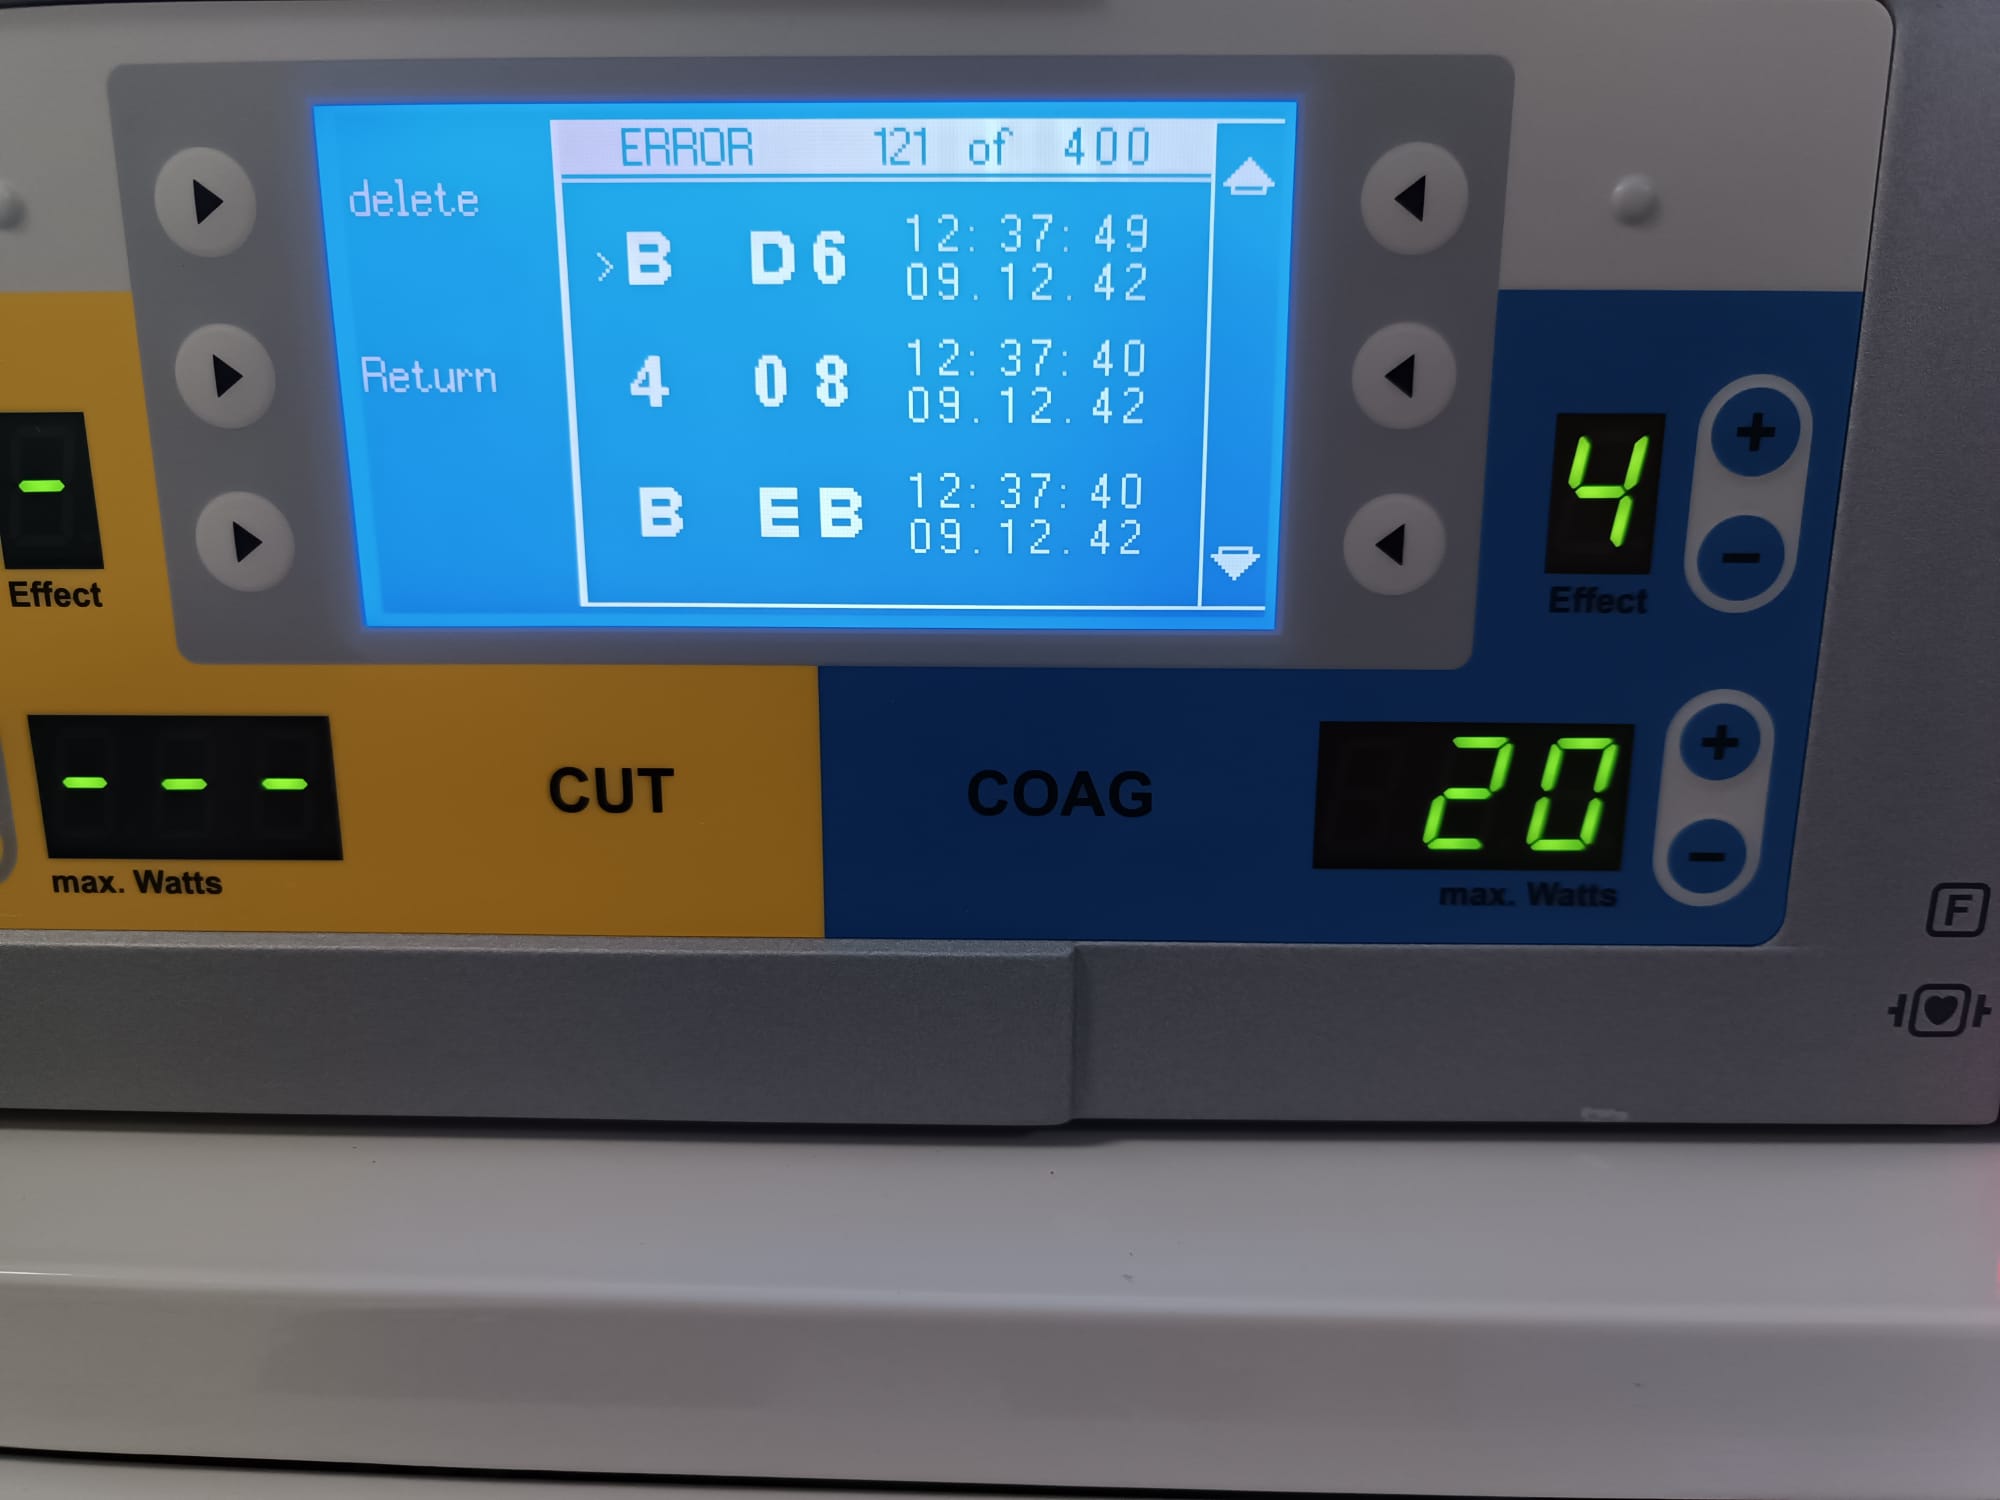 ERROR 121 of 400
delete
>B D6 12:37:49
09.12.42
Return
4 08 12:37:40
09.12.42
B EB 12:37:40
09.12.42
-
Effect
4
+
-
Effect
---
max. Watts
CUT
COAG
20
+
-
max. Watts
F